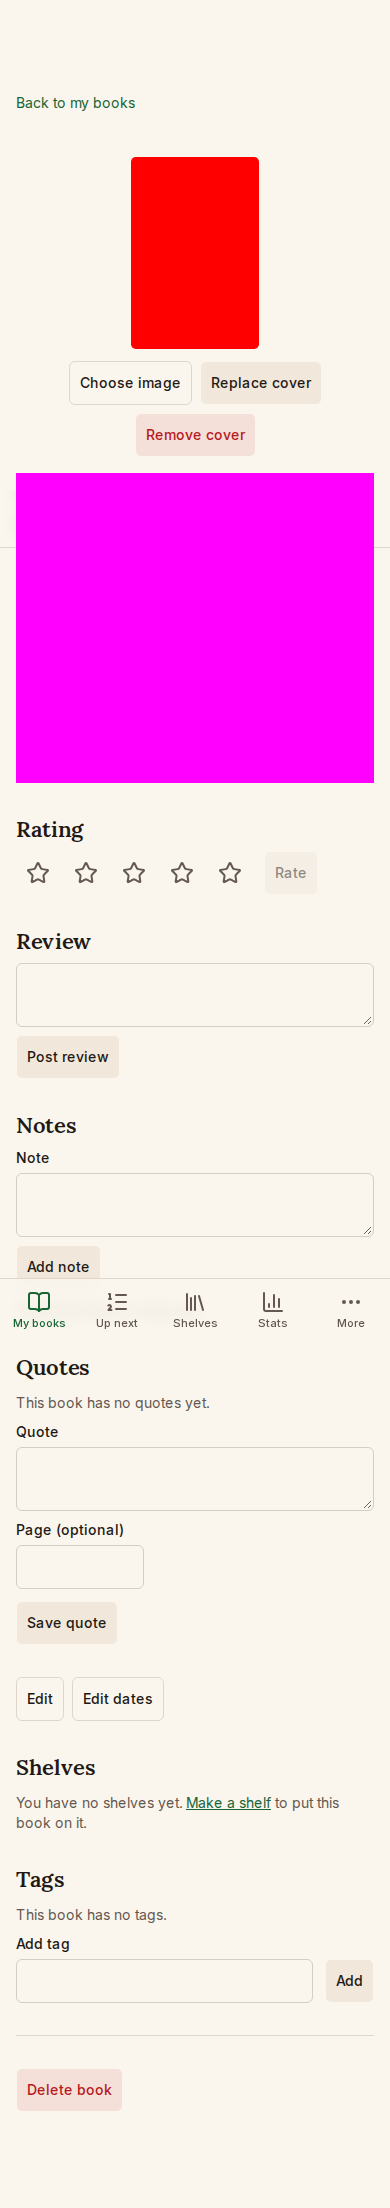 Back to my books
Choose image
Replace cover
Remove cover
Rating
Rate
Review
Post review
Notes
Note
Add note
My books
Up next
Shelves
Stats
More
Quotes
This book has no quotes yet.
Quote
Page (optional)
Save quote
Edit
Edit dates
Shelves
You have no shelves yet. Make a shelf to put this
book on it.
Tags
This book has no tags.
Add tag
Add
Delete book